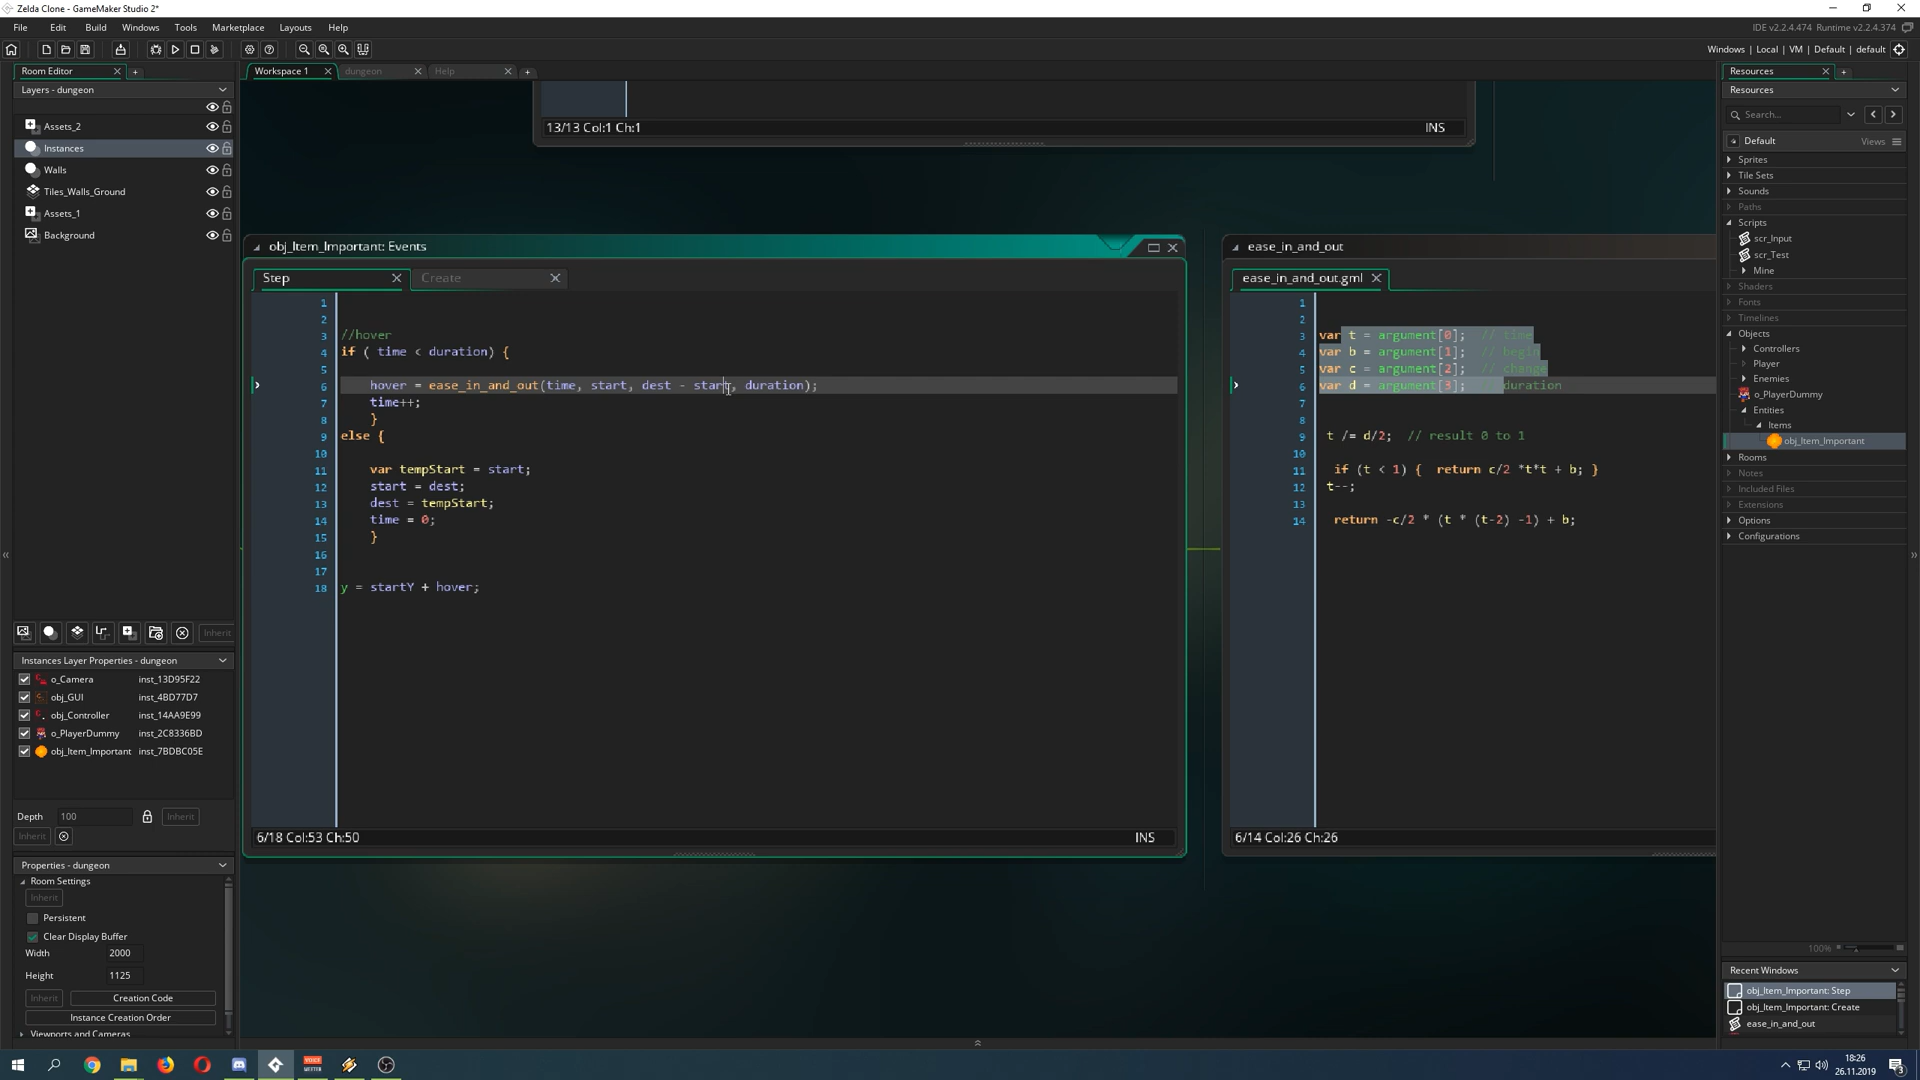 Zelda Clone - GameMaker Studio 2*
File Edit Build Windows Tools Marketplace Layouts Help
IDE v2.2.4.474 Runtime v2.2.4.374
Windows | Local | VM | Default | default
Room Editor
Layers - dungeon
Assets_2
Instances
Walls
Tiles_Walls_Ground
Assets_1
Background
Inherit
Instances Layer Properties - dungeon
o_Camera inst_13D95F22
obj_GUI inst_4BD77D7
obj_Controller inst_14AA9E99
o_PlayerDummy inst_2C8336BD
obj_Item_Important inst_7BDBC05E
Depth 100 Inherit
Inherit
Properties - dungeon
Room Settings
Inherit
Persistent
Clear Display Buffer
Width 2000
Height 1125
Inherit Creation Code
Instance Creation Order
Viewports and Cameras
Workspace 1 dungeon Help
13/13 Col:1 Ch:1 INS
obj_Item_Important: Events
Step Create
1
2
3 //hover
4 if ( time < duration) {
5
6 hover = ease_in_and_out(time, start, dest - start, duration);
7 time++;
8 }
9 else {
10
11 var tempStart = start;
12 start = dest;
13 dest = tempStart;
14 time = 0;
15 }
16
17
18 y = startY + hover;
6/18 Col:53 Ch:50 INS
ease_in_and_out
ease_in_and_out.gml
1
2
3 var t = argument[0]; // time
4 var b = argument[1]; // begin
5 var c = argument[2]; // change
6 var d = argument[3]; // duration
7
8
9 t /= d/2; // result 0 to 1
10
11 if (t < 1) { return c/2 *t*t + b; }
12 t--;
13
14 return -c/2 * (t * (t-2) -1) + b;
6/14 Col:26 Ch:26
Resources
Resources
Search...
Default Views
Sprites
Tile Sets
Sounds
Paths
Scripts
scr_Input
scr_Test
Mine
Shaders
Fonts
Timelines
Objects
Controllers
Player
Enemies
o_PlayerDummy
Entities
Items
obj_Item_Important
Rooms
Notes
Included Files
Extensions
Options
Configurations
100%
Recent Windows
obj_Item_Important: Step
obj_Item_Important: Create
ease_in_and_out
18:26
26.11.2019